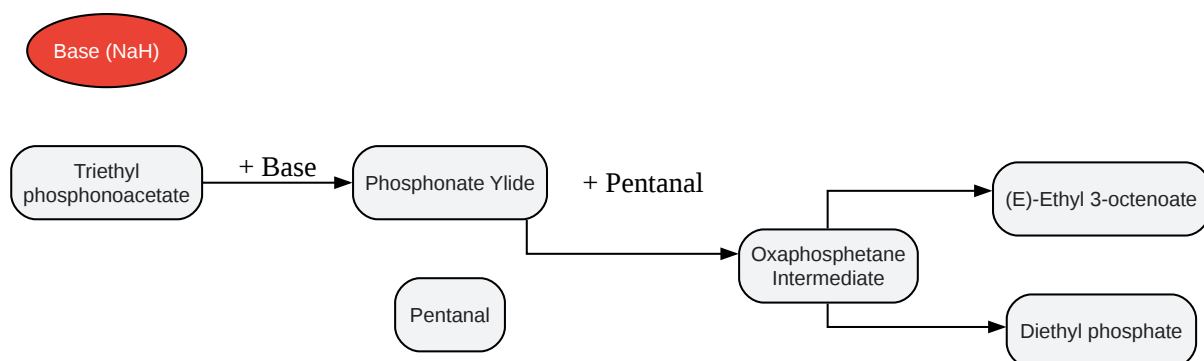 Base (NaH)
Triethyl
phosphonoacetate
+ Base
Phosphonate Ylide
+ Pentanal
Pentanal
Oxaphosphetane
Intermediate
(E)-Ethyl 3-octenoate
Diethyl phosphate